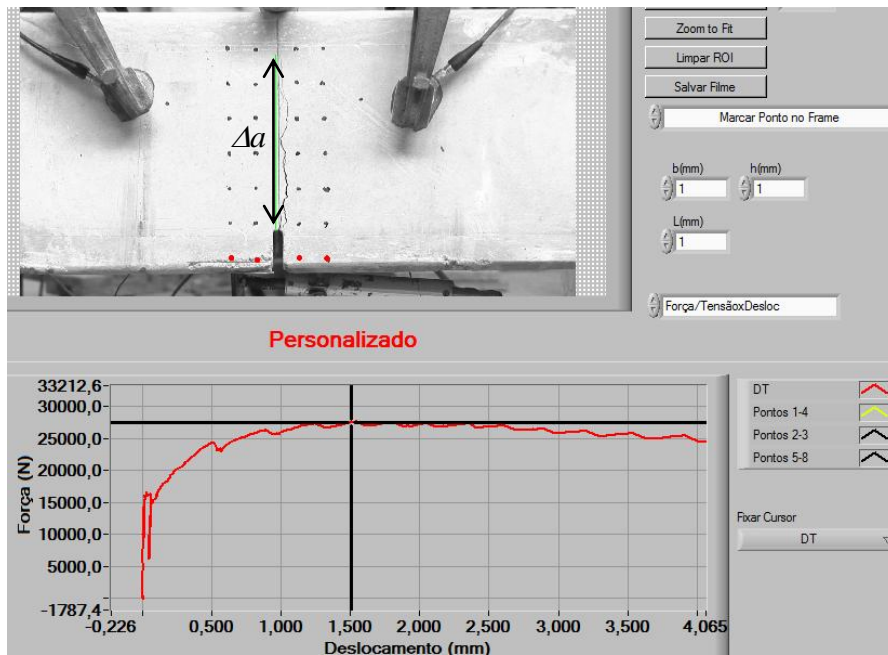 Zoom to Fit
Limpar ROI
Salvar Filme
Marcar Ponto no Frame
Δa
b(mm) h(mm)
1 1
L(mm)
1
Força/TensãoxDesloc
Personalizado
33212,6
30000,0
25000,0
20000,0
15000,0
10000,0
5000,0
-1787,4
Força (N)
-0,226 0,500 1,000 1,500 2,000 2,500 3,000 3,500 4,065
Deslocamento (mm)
DT
Pontos 1-4
Pontos 2-3
Pontos 5-8
Fixar Cursor
DT